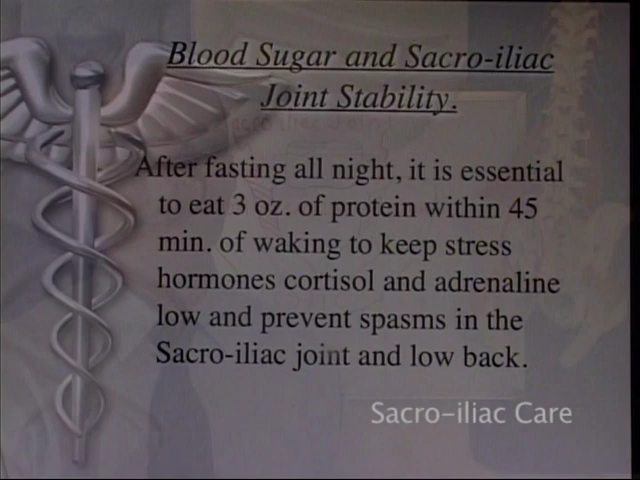 Blood Sugar and Sacro-iliac
Joint Stability.
After fasting all night, it is essential
to eat 3 oz. of protein within 45
min. of waking to keep stress
hormones cortisol and adrenaline
low and prevent spasms in the
Sacro-iliac joint and low back.
Sacro-iliac Care